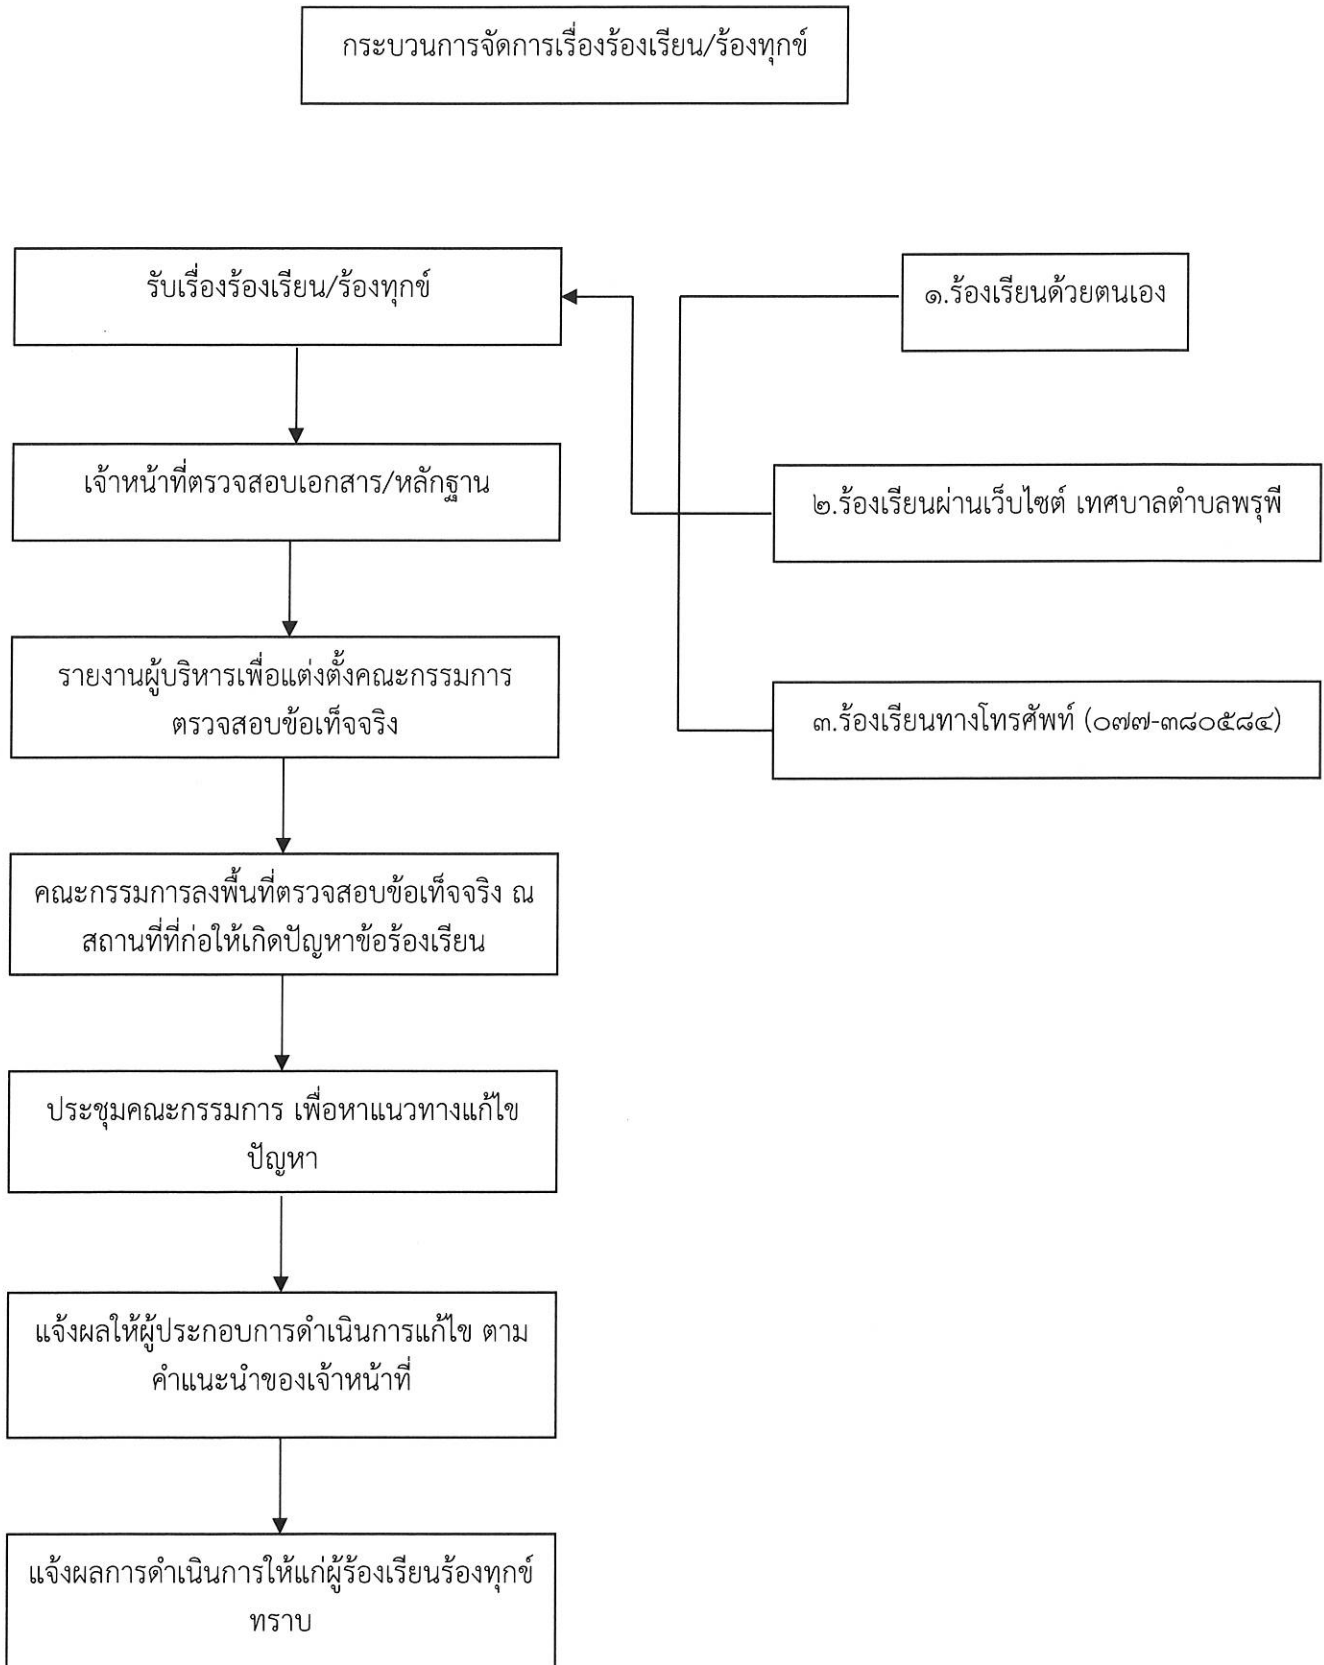 กระบวนการจัดการเรื่องร้องเรียน/ร้องทุกข์
รับเรื่องร้องเรียน/ร้องทุกข์
๑.ร้องเรียนด้วยตนเอง
เจ้าหน้าที่ตรวจสอบเอกสาร/หลักฐาน
๒.ร้องเรียนผ่านเว็บไซต์ เทศบาลตำบลพรุพี
รายงานผู้บริหารเพื่อแต่งตั้งคณะกรรมการ
ตรวจสอบข้อเท็จจริง
๓.ร้องเรียนทางโทรศัพท์ (๐๗๗-๓๘๐๕๘๔)
คณะกรรมการลงพื้นที่ตรวจสอบข้อเท็จจริง ณ
สถานที่ที่ก่อให้เกิดปัญหาข้อร้องเรียน
ประชุมคณะกรรมการ เพื่อหาแนวทางแก้ไข
ปัญหา
แจ้งผลให้ผู้ประกอบการดำเนินการแก้ไข ตาม
คำแนะนำของเจ้าหน้าที่
แจ้งผลการดำเนินการให้แก่ผู้ร้องเรียนร้องทุกข์
ทราบ